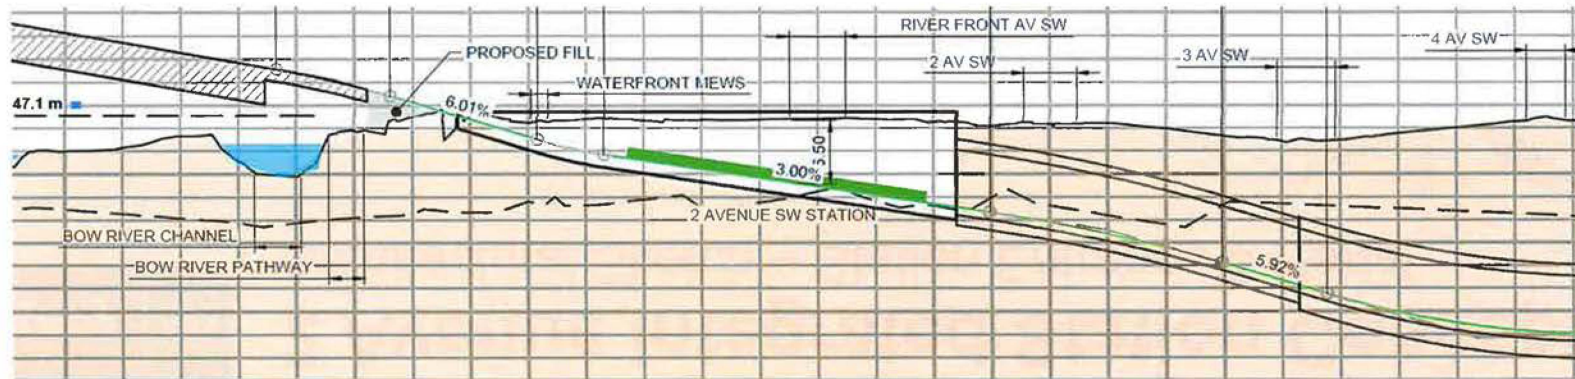 RIVER FRONT AV SW
4 AV SW
PROPOSED FILL
2 AV SW
3 AV SW
WATERFRONT MEWS
47.1 m
6.01%
6.50
3.00%
2 AVENUE SW STATION
BOW RIVER CHANNEL
BOW RIVER PATHWAY
5.92%